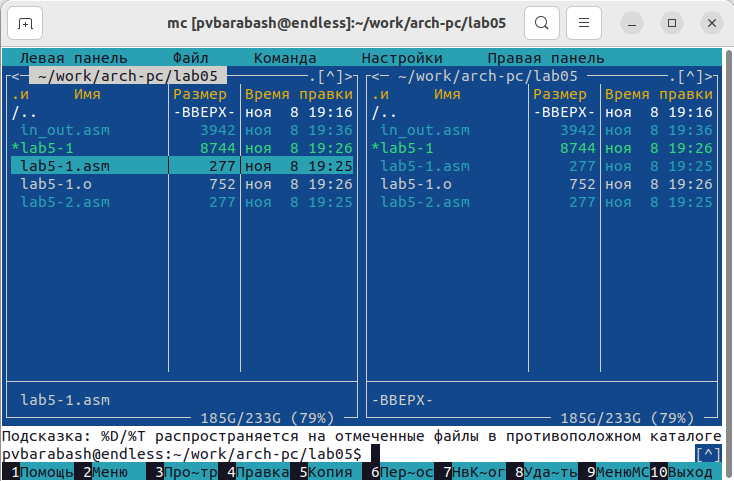 mc [pvbarabash@endless]:~/work/arch-pc/lab05
Левая панель Файл Команда Настройки Правая панель
<— ~/work/arch-pc/lab05 —.[^]> <— ~/work/arch-pc/lab05 —.[^]>
.и Имя Размер Время правки .и Имя Размер Время правки
/.. -ВВЕРХ- ноя 8 19:16 /.. -ВВЕРХ- ноя 8 19:16
in_out.asm 3942 ноя 8 19:36 in_out.asm 3942 ноя 8 19:36
*lab5-1 8744 ноя 8 19:26 *lab5-1 8744 ноя 8 19:26
lab5-1.asm 277 ноя 8 19:25 lab5-1.asm 277 ноя 8 19:25
lab5-1.o 752 ноя 8 19:26 lab5-1.o 752 ноя 8 19:26
lab5-2.asm 277 ноя 8 19:25 lab5-2.asm 277 ноя 8 19:25
lab5-1.asm -ВВЕРХ-
185G/233G (79%) 185G/233G (79%)
Подсказка: %D/%T распространяется на отмеченные файлы в противоположном каталоге
pvbarabash@endless:~/work/arch-pc/lab05$ [^]
1Помощь 2Меню 3Про~тр 4Правка 5Копия 6Пер~ос 7НвК~ог 8Уда~ть 9МенюМС 10Выход